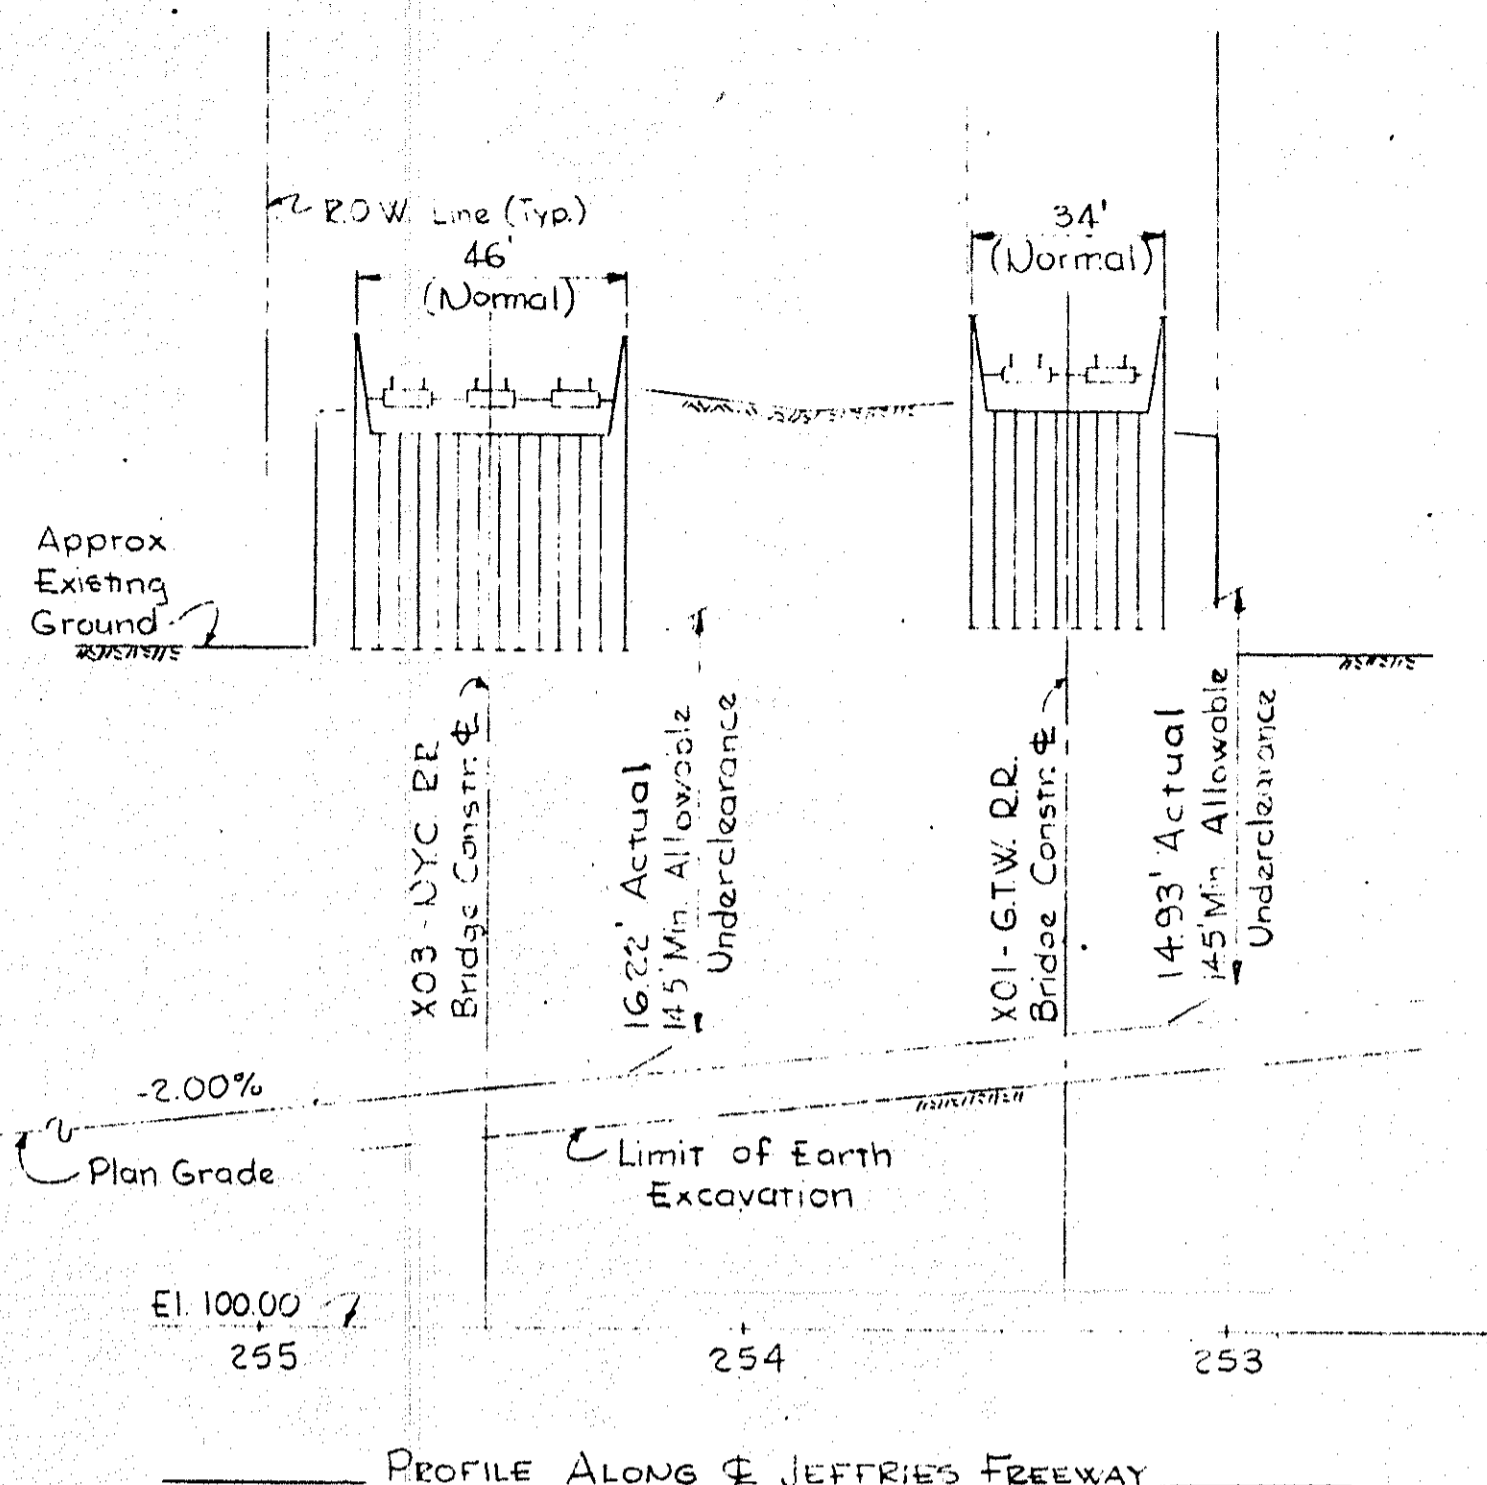 R.O.W. Line (Typ.)
46'
(Normal)
34'
(Normal)
Approx
Existing
Ground
X03 - N.Y.C. R.R.
Bridge Constr. ℄
16.22' Actual
14.5' Min. Allowable
Underclearance
X01 - G.T.W. R.R.
Bridge Constr. ℄
14.93' Actual
14.5' Min. Allowable
Underclearance
-2.00%
Plan Grade
Limit of Earth
Excavation
El. 100.00
255
254
253
PROFILE ALONG ℄ JEFFRIES FREEWAY